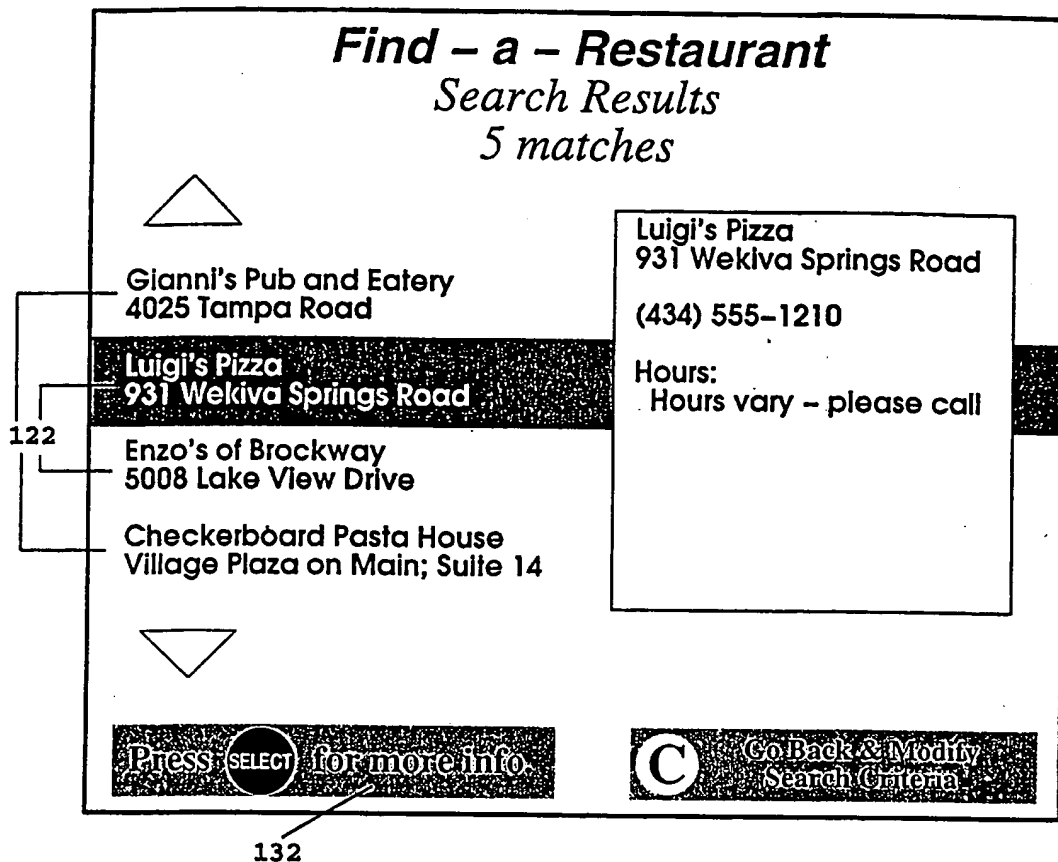 Find – a – Restaurant
Search Results
5 matches
Gianni's Pub and Eatery
4025 Tampa Road
Luigi's Pizza
931 Wekiva Springs Road
Enzo's of Brockway
5008 Lake View Drive
Checkerboard Pasta House
Village Plaza on Main; Suite 14
Luigi's Pizza
931 Wekiva Springs Road
(434) 555–1210
Hours:
Hours vary – please call
122
Press SELECT for more info.
C Go Back & Modify
Search Criteria
132